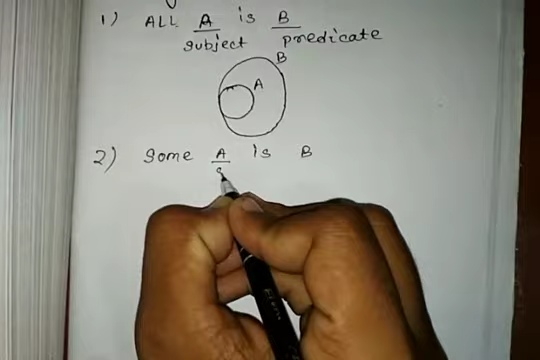 1) ALL A is B
subject predicate
B
A
2) Some A is B
s